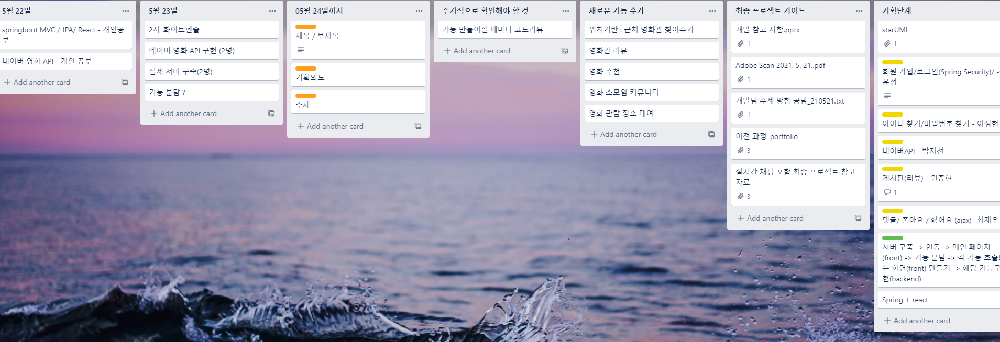 5월 22일
springboot MVC / JPA/ React - 개인공
부
네이버 영화 API - 개인 공부
Add another card
5월 23일
2시_화이트펜슬
네이버 영화 API 구현 (2명)
실제 서버 구축(2명)
기능 분담 ?
Add another card
05월 24일까지
제목 / 부제목
기획의도
주제
Add another card
주기적으로 확인해야 할 것
기능 만들어질 때마다 코드리뷰
Add another card
새로운 기능 추가
위치기반 : 근처 영화관 찾아주기
영화관 리뷰
영화 추천
영화 소모임 커뮤니티
영화 관람 장소 대여
Add another card
최종 프로젝트 가이드
개발 참고 사항.pptx
1
Adobe Scan 2021. 5. 21..pdf
1
개발팀 주제 방향 공람_210521.txt
1
이전 과정_portfolio
3
실시간 채팅 포함 최종 프로젝트 참고
자료
3
Add another card
기획단계
starUML
1
회원 가입/로그인(Spring Security)/ -
윤정
아이디 찾기/비밀번호 찾기 - 이정현
네이버API - 박지선
게시판(리뷰) - 원종현 -
1
댓글/ 좋아요 / 싫어요 (ajax) -최재우
서버 구축 -> 연동 -> 메인 페이지
(front) -> 기능 분담 -> 각 기능 호출
는 화면(front) 만들기 -> 해당 기능구
현(backend)
Spring + react
Add another card